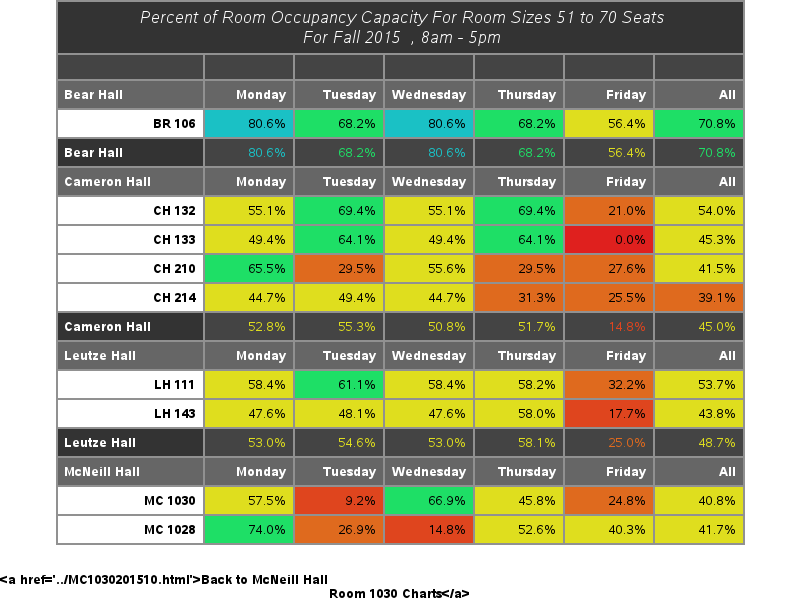 Percent of Room Occupancy Capacity For Room Sizes 51 to 70 Seats
For Fall 2015 , 8am - 5pm
Bear Hall Monday Tuesday Wednesday Thursday Friday All
BR 106 80.6% 68.2% 80.6% 68.2% 56.4% 70.8%
Bear Hall 80.6% 68.2% 80.6% 68.2% 56.4% 70.8%
Cameron Hall Monday Tuesday Wednesday Thursday Friday All
CH 132 55.1% 69.4% 55.1% 69.4% 21.0% 54.0%
CH 133 49.4% 64.1% 49.4% 64.1% 0.0% 45.3%
CH 210 65.5% 29.5% 55.6% 29.5% 27.6% 41.5%
CH 214 44.7% 49.4% 44.7% 31.3% 25.5% 39.1%
Cameron Hall 52.8% 55.3% 50.8% 51.7% 14.8% 45.0%
Leutze Hall Monday Tuesday Wednesday Thursday Friday All
LH 111 58.4% 61.1% 58.4% 58.2% 32.2% 53.7%
LH 143 47.6% 48.1% 47.6% 58.0% 17.7% 43.8%
Leutze Hall 53.0% 54.6% 53.0% 58.1% 25.0% 48.7%
McNeill Hall Monday Tuesday Wednesday Thursday Friday All
MC 1030 57.5% 9.2% 66.9% 45.8% 24.8% 40.8%
MC 1028 74.0% 26.9% 14.8% 52.6% 40.3% 41.7%
<a href='../MC1030201510.html'>Back to McNeill Hall
Room 1030 Charts</a>